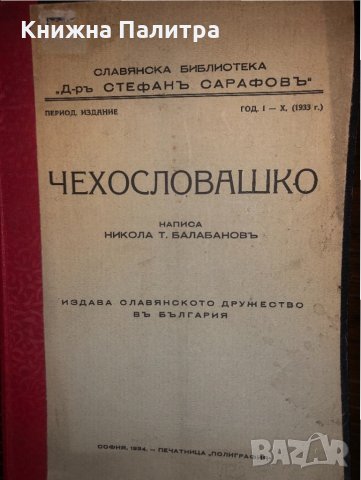 Книжна Палитра
СЛАВЯНСКА БИБЛИОТЕКА
„Д-РЪ СТЕФАНЪ САРАФОВЪ"
ПЕРИОД. ИЗДАНИЕ ГОД. I — X. (1933 г.)
ЧЕХОСЛОВАШКО
НАПИСА
НИКОЛА Т. БАЛАБАНОВЪ
ИЗДАВА СЛАВЯНСКОТО ДРУЖЕСТВО
ВЪ БЪЛГАРИЯ
СОФИЯ, 1934. — ПЕЧАТНИЦА „ПОЛИГРАФИЯ"
BAZAR